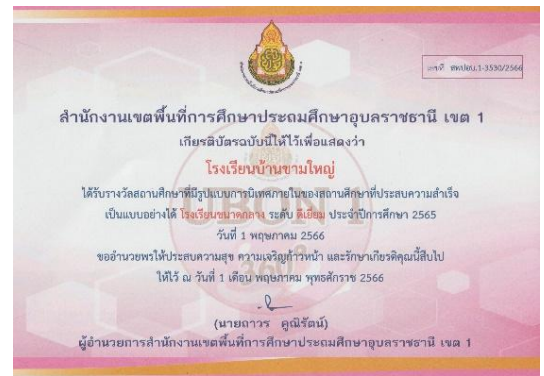 เลขที่ สพปอบ.1-3530/2566
สำนักงานเขตพื้นที่การศึกษาประถมศึกษาอุบลราชธานี เขต 1
เกียรติบัตรฉบับนี้ให้ไว้เพื่อแสดงว่า
โรงเรียนบ้านขามใหญ่
ได้รับรางวัลสถานศึกษาที่มีรูปแบบการนิเทศภายในของสถานศึกษาที่ประสบความสำเร็จ
เป็นแบบอย่างได้ โรงเรียนขนาดกลาง ระดับ ดีเยี่ยม ประจำปีการศึกษา 2565
UBON 1
วันที่ 1 พฤษภาคม 2566
ขออำนวยพรให้ประสบความสุข ความเจริญก้าวหน้า และรักษาเกียรติคุณนี้สืบไป
360°
ให้ไว้ ณ วันที่ 1 เดือน พฤษภาคม พุทธศักราช 2566
(นายถาวร คูณิรัตน์)
ผู้อำนวยการสำนักงานเขตพื้นที่การศึกษาประถมศึกษาอุบลราชธานี เขต 1